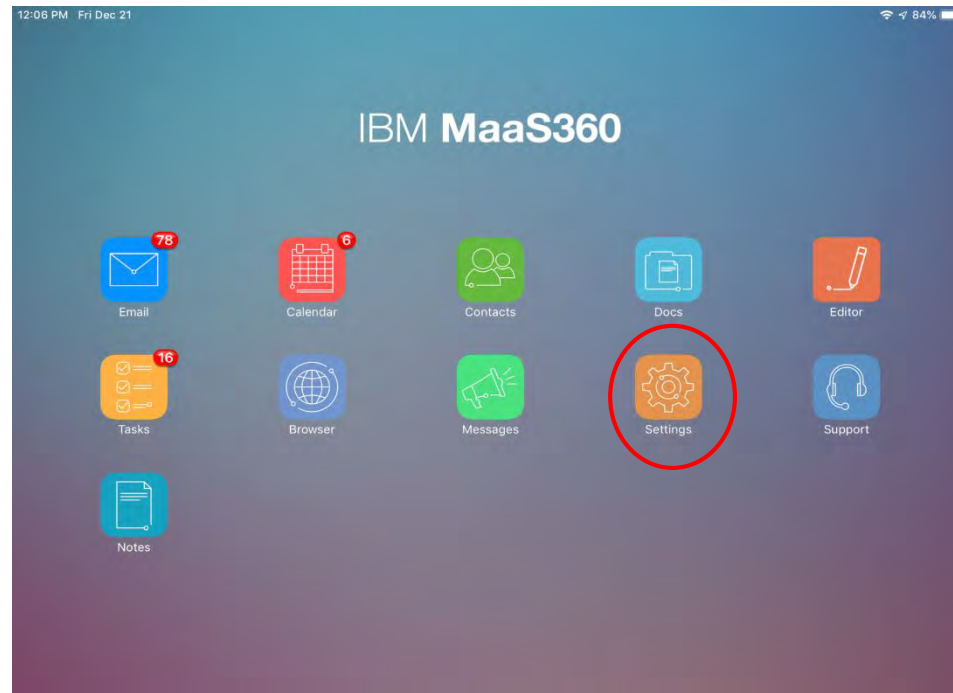 12:06 PM Fri Dec 21 84%
IBM MaaS360
78 6
Email Calendar Contacts Docs Editor
16
Tasks Browser Messages Settings Support
Notes